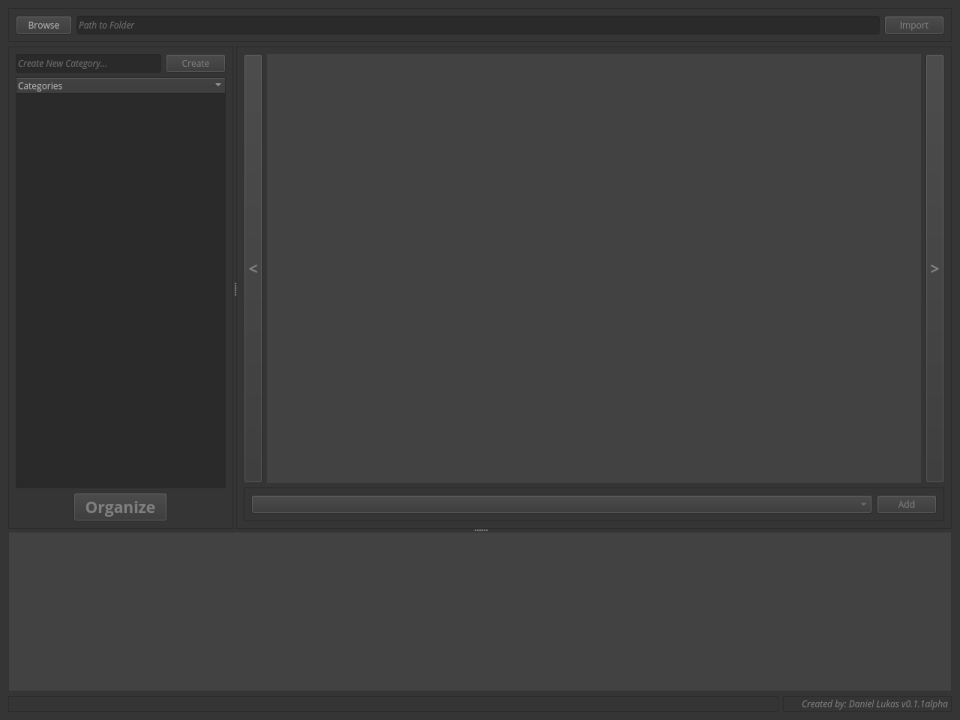 Browse
Path to Folder
Import
Create New Category...
Create
Categories
<
>
Organize
Add
Created by: Daniel Lukas v0.1.1alpha